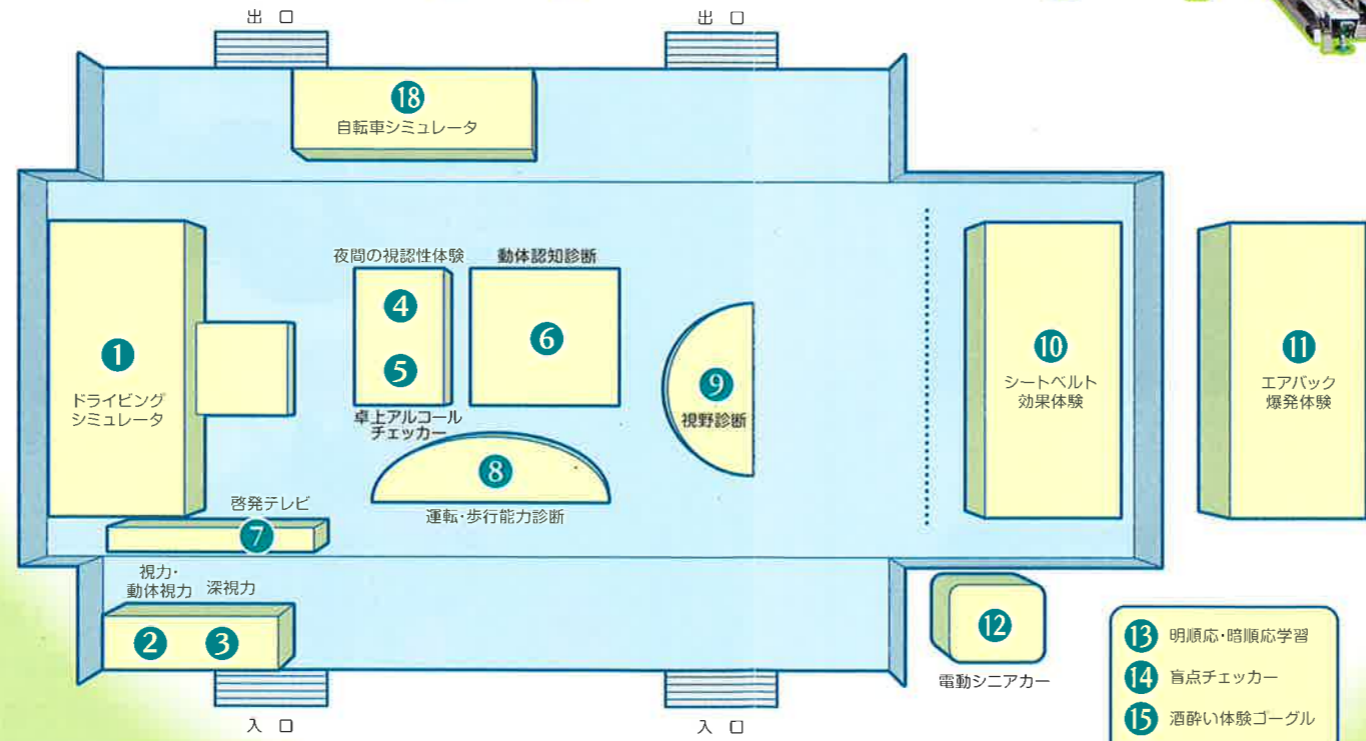 出 口
出 口
18
自転車シミュレータ
夜間の視認性体験
動体認知診断
4
6
1
ドライビング
シミュレータ
5
卓上アルコール
チェッカー
9
視野診断
10
シートベルト
効果体験
11
エアバック
爆発体験
8
運転・歩行能力診断
啓発テレビ
7
視力・
動体視力
深視力
2
3
12
電動シニアカー
13 明順応・暗順応学習
14 盲点チェッカー
15 酒酔い体験ゴーグル
入 口
入 口